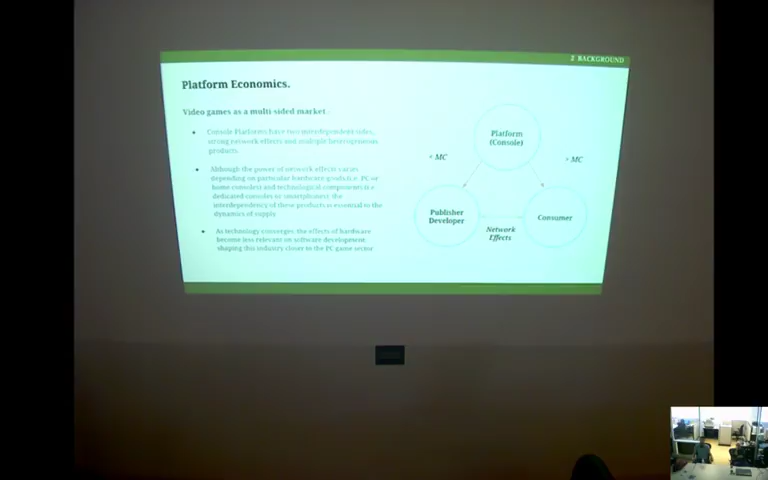 2 BACKGROUND
Platform Economics.
Video games as a multi-sided market
Console Platforms have two interdependent sides,
strong network effects and multiple heterogeneous
products.
Although the power of network effects varies
depending on particular hardware goods (i.e. PC or
home consoles) and technological components (i.e
dedicated consoles or smartphones) the
interdependency of these products is essential to the
dynamics of supply
As technology converges the effects of hardware
become less relevant on software development
shaping this industry closer to the PC game sector
Platform
(Console)
< MC
> MC
Publisher
Developer
Consumer
Network
Effects